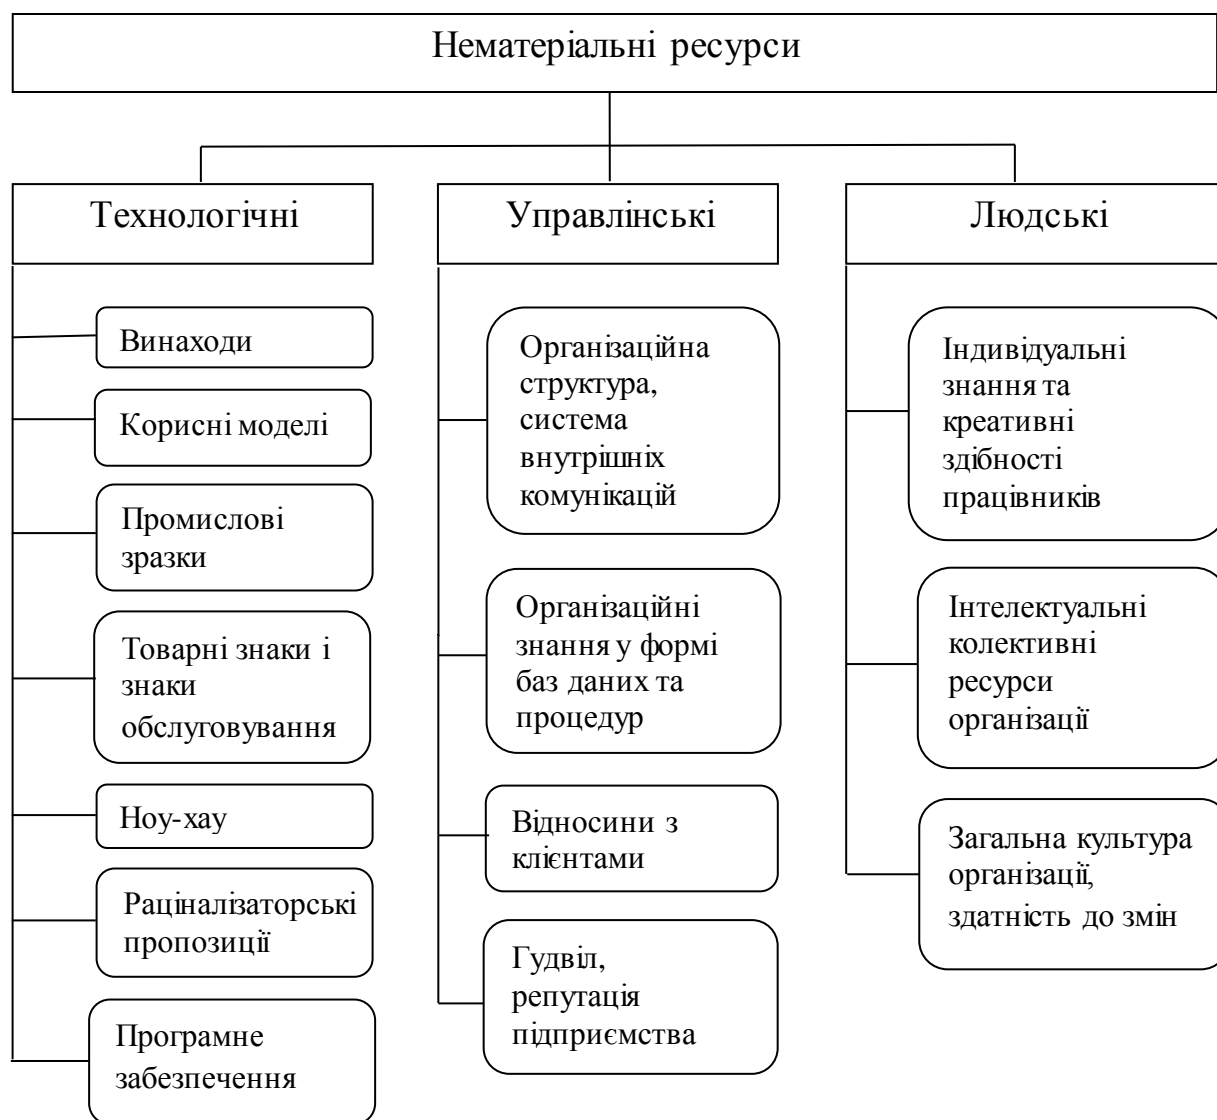 Нематеріальні ресурси
Технологічні
Винаходи
Корисні моделі
Промислові
зразки
Товарні знаки і
знаки
обслуговування
Ноу-хау
Раціналізаторські
пропозиції
Програмне
забезпечення
Управлінські
Організаційна
структура,
система
внутрішніх
комунікацій
Організаційні
знання у формі
баз даних та
процедур
Відносини з
клієнтами
Гудвіл,
репутація
підприємства
Людські
Індивідуальні
знання та
креативні
здібності
працівників
Інтелектуальні
колективні
ресурси
організації
Загальна культура
організації,
здатність до змін